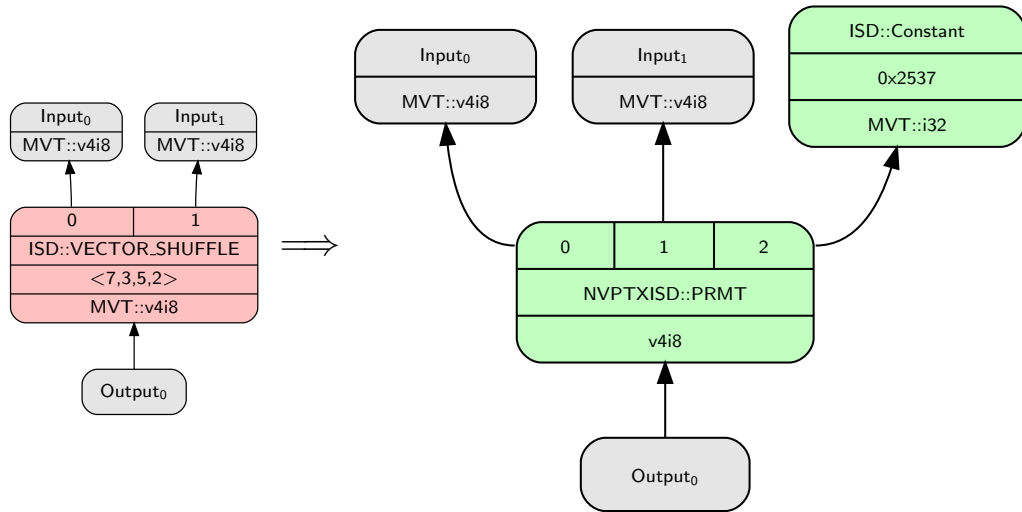 Input₀
MVT::v4i8
Input₁
MVT::v4i8
0 1
ISD::VECTOR_SHUFFLE
<7,3,5,2>
MVT::v4i8
Output₀
⟹
Input₀
MVT::v4i8
Input₁
MVT::v4i8
ISD::Constant
0x2537
MVT::i32
0 1 2
NVPTXISD::PRMT
v4i8
Output₀